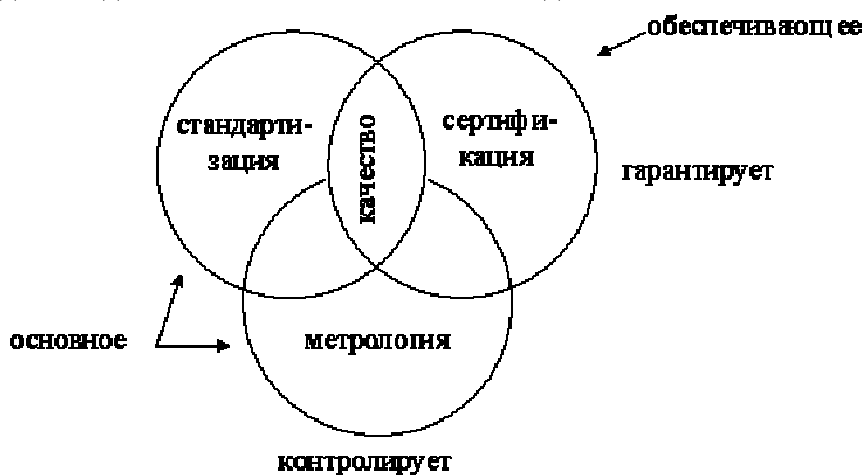 обеспечивающее
стандарти-
зация
качество
сертифи-
кация
гарантирует
основное
метрология
контролирует